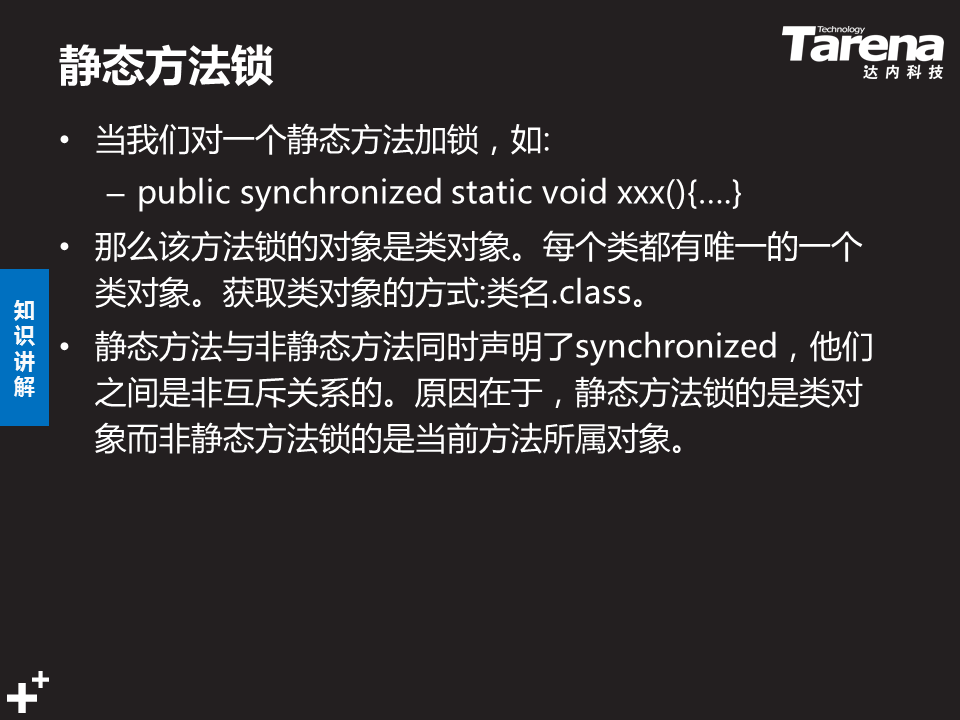 静态方法锁
Technology
Tarena
达内科技
• 当我们对一个静态方法加锁，如:
– public synchronized static void xxx(){....}
• 那么该方法锁的对象是类对象。每个类都有唯一的一个
类对象。获取类对象的方式:类名.class。
• 静态方法与非静态方法同时声明了synchronized，他们
之间是非互斥关系的。原因在于，静态方法锁的是类对
象而非静态方法锁的是当前方法所属对象。
知
识
讲
解